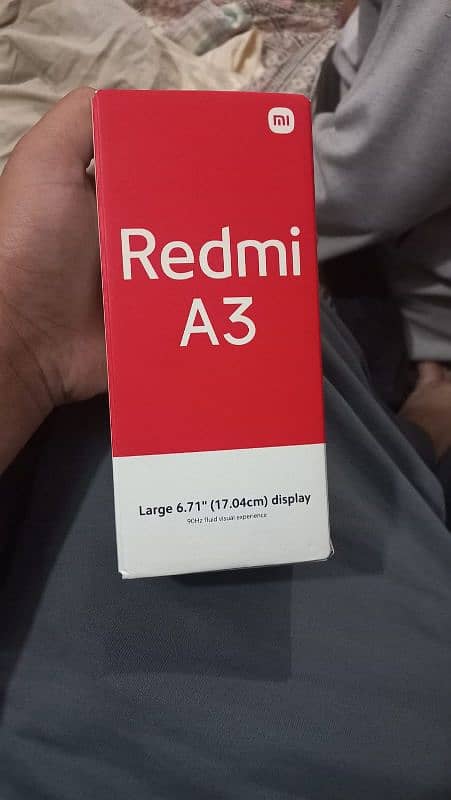 mi
Redmi
A3
Large 6.71" (17.04cm) display
90Hz fluid visual experience